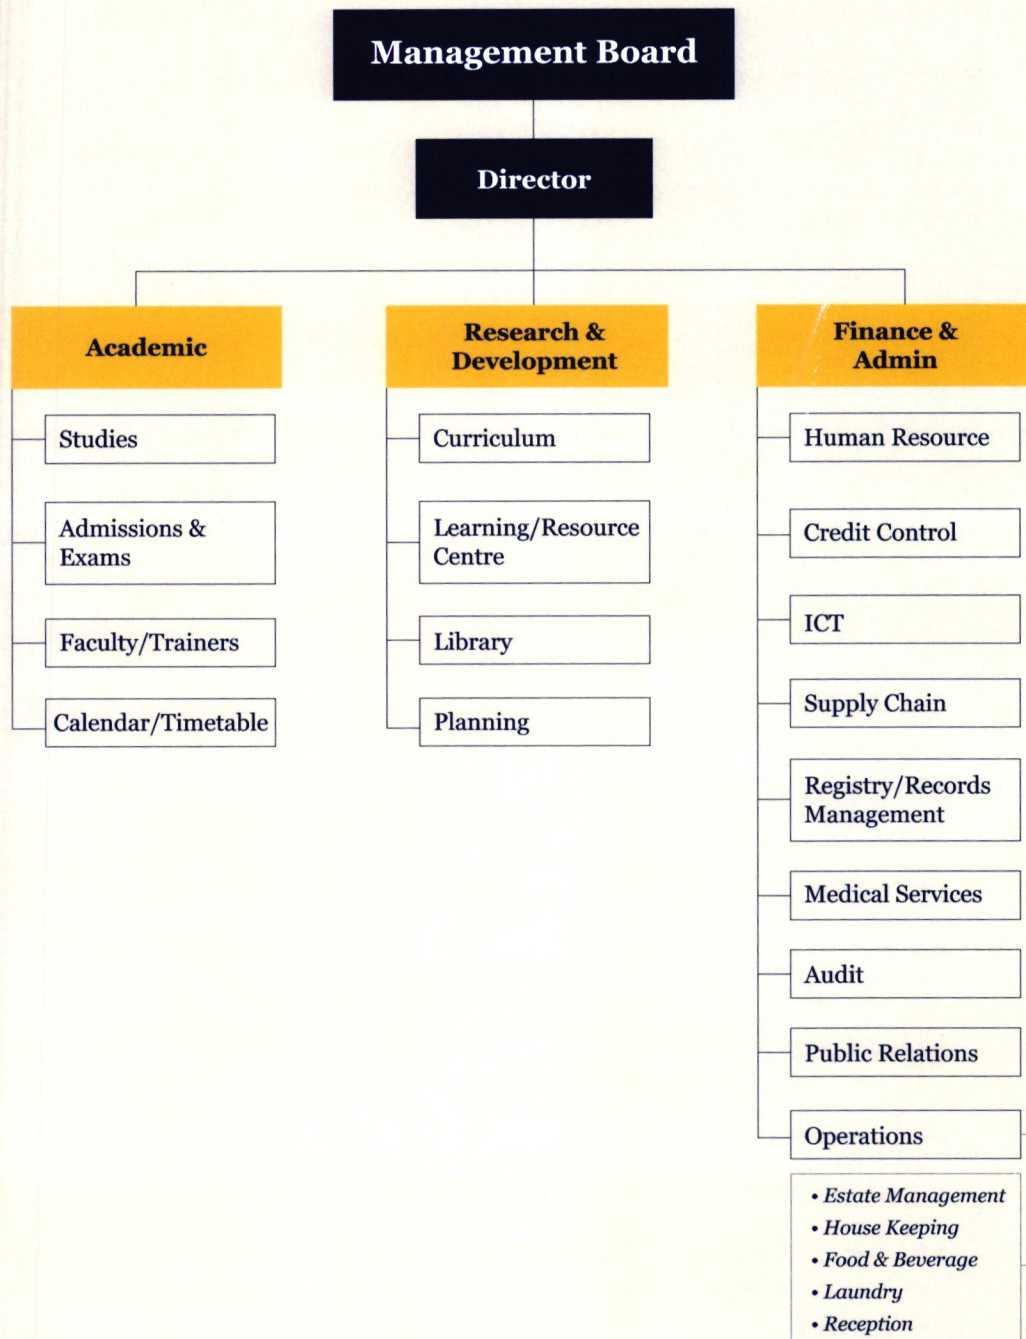 Management Board
Director
Academic
Studies
Admissions &
Exams
Faculty/Trainers
Calendar/Timetable
Research &
Development
Curriculum
Learning/Resource
Centre
Library
Planning
Finance &
Admin
Human Resource
Credit Control
ICT
Supply Chain
Registry/Records
Management
Medical Services
Audit
Public Relations
Operations
• Estate Management
• House Keeping
• Food & Beverage
• Laundry
• Reception